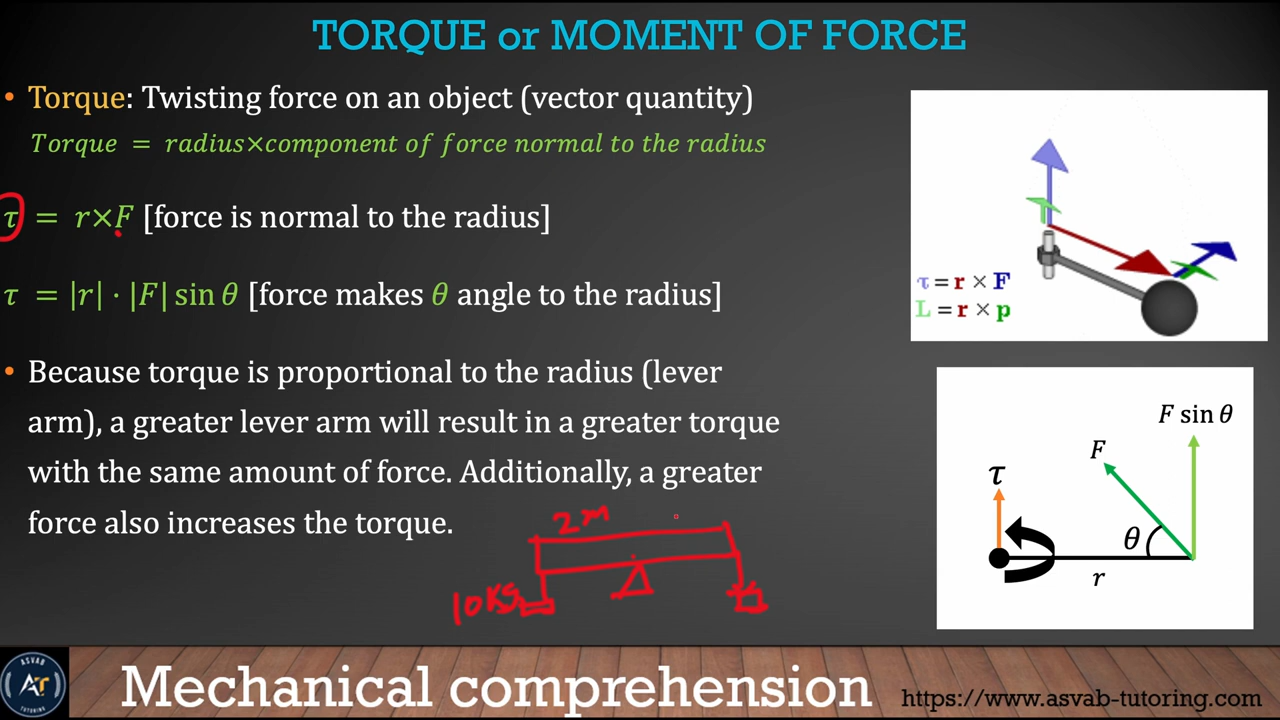 TORQUE or MOMENT OF FORCE
• Torque: Twisting force on an object (vector quantity)
Torque = radius×component of force normal to the radius
τ = r×F [force is normal to the radius]
τ = |r| · |F| sin θ [force makes θ angle to the radius]
• Because torque is proportional to the radius (lever
arm), a greater lever arm will result in a greater torque
with the same amount of force. Additionally, a greater
force also increases the torque.
2m
10KG
τ = r × F
L = r × p
F sin θ
F
τ
θ
r
ASVAB
AT
TUTORING
Mechanical comprehension
https://www.asvab-tutoring.com